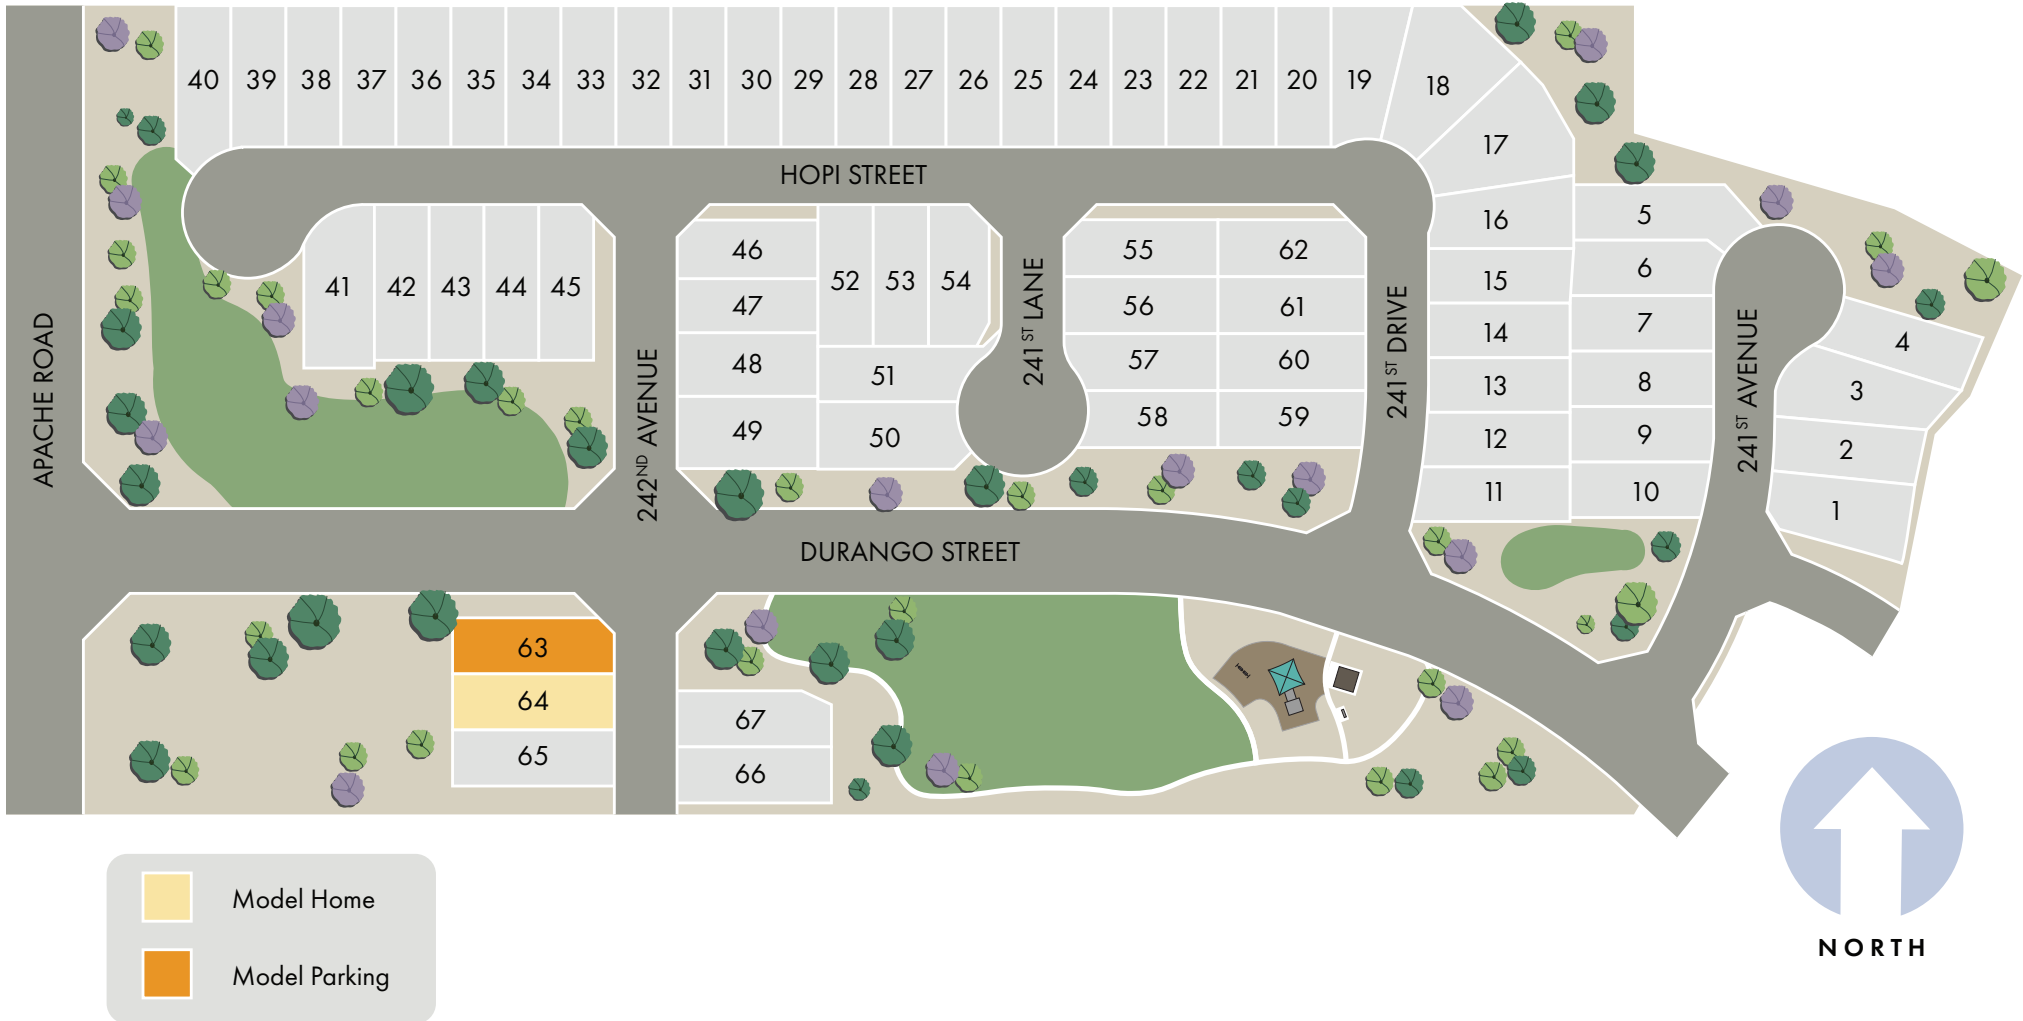 40 39 38 37 36 35 34 33 32 31 30 29 28 27 26 25 24 23 22 21 20 19 18
17
HOPI STREET
16 5
15 6
14 7
13 8
12 9
11 10
4
3
2
1
41 42 43 44 45
46
47
48
49
52 53 54
51
50
55 62
56 61
57 60
58 59
APACHE ROAD
242ND AVENUE
241ST LANE
241ST DRIVE
241ST AVENUE
DURANGO STREET
63
64
65
67
66
Model Home
Model Parking
NORTH